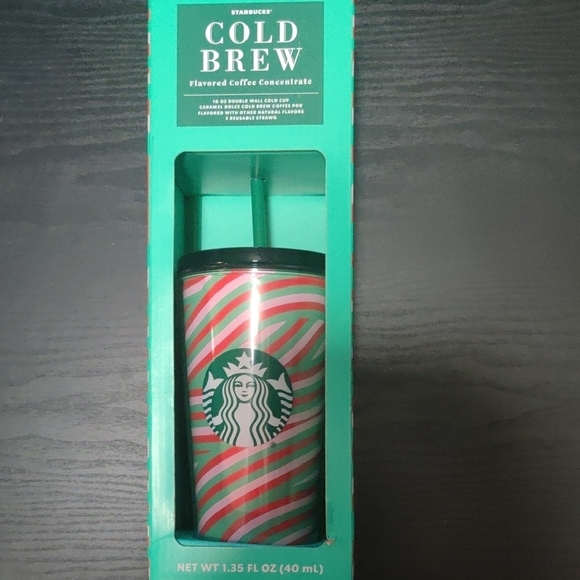 STARBUCKS®
COLD
BREW
Flavored Coffee Concentrate
16 OZ DOUBLE WALL COLD CUP
CARAMEL DOLCE COLD BREW COFFEE POD
FLAVORED WITH OTHER NATURAL FLAVORS
3 REUSABLE STRAWS
NET WT 1.35 FL OZ (40 mL)